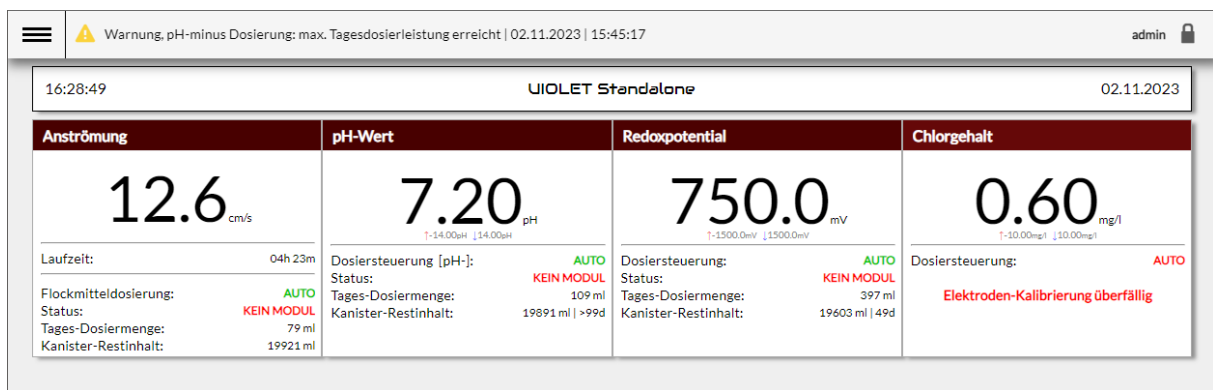 Warnung, pH-minus Dosierung: max. Tagesdosierleistung erreicht | 02.11.2023 | 15:45:17 admin
16:28:49 VIOLET Standalone 02.11.2023
Anströmung
12.6 cm/s
Laufzeit: 04h 23m
Flockmitteldosierung: AUTO
Status: KEIN MODUL
Tages-Dosiermenge: 79 ml
Kanister-Restinhalt: 19921 ml
pH-Wert
7.20 pH
↑-14.00pH ↓14.00pH
Dosiersteuerung [pH-]: AUTO
Status: KEIN MODUL
Tages-Dosiermenge: 109 ml
Kanister-Restinhalt: 19891 ml | >99d
Redoxpotential
750.0 mV
↑-1500.0mV ↓1500.0mV
Dosiersteuerung: AUTO
Status: KEIN MODUL
Tages-Dosiermenge: 397 ml
Kanister-Restinhalt: 19603 ml | 49d
Chlorgehalt
0.60 mg/l
↑-10.00mg/l ↓10.00mg/l
Dosiersteuerung: AUTO
Elektroden-Kalibrierung überfällig